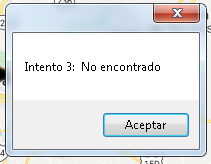 Intento 3:  No encontrado
Aceptar